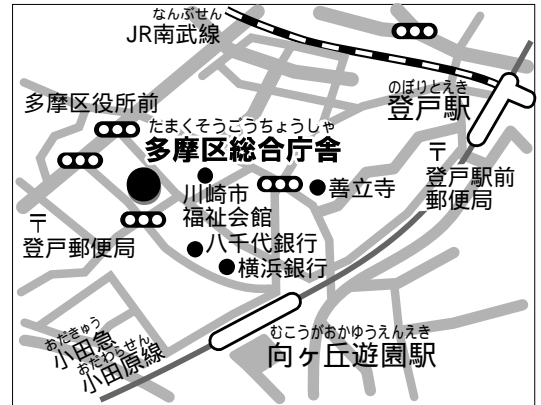 なんぶせん
JR南武線
のぼりとえき
登戸駅
多摩区役所前
たまくそうごうちょうしゃ
多摩区総合庁舎
〒
登戸駅前
郵便局
川崎市
福祉会館
善立寺
〒
登戸郵便局
八千代銀行
横浜銀行
おだきゅう
小田急
おだわらせん
小田原線
むこうがおかゆうえんえき
向ヶ丘遊園駅